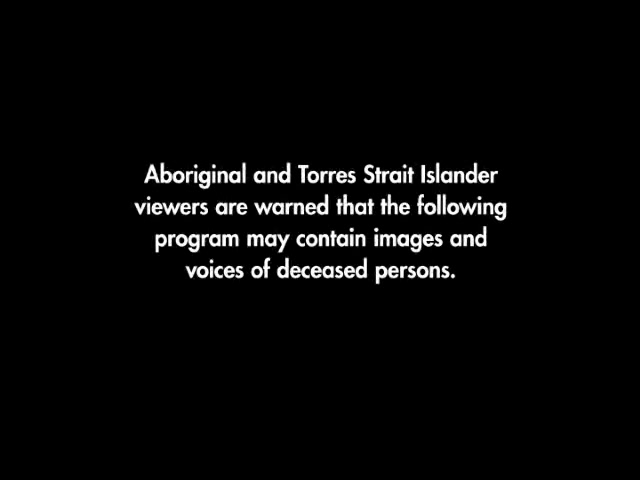 Aboriginal and Torres Strait Islander
viewers are warned that the following
program may contain images and
voices of deceased persons.